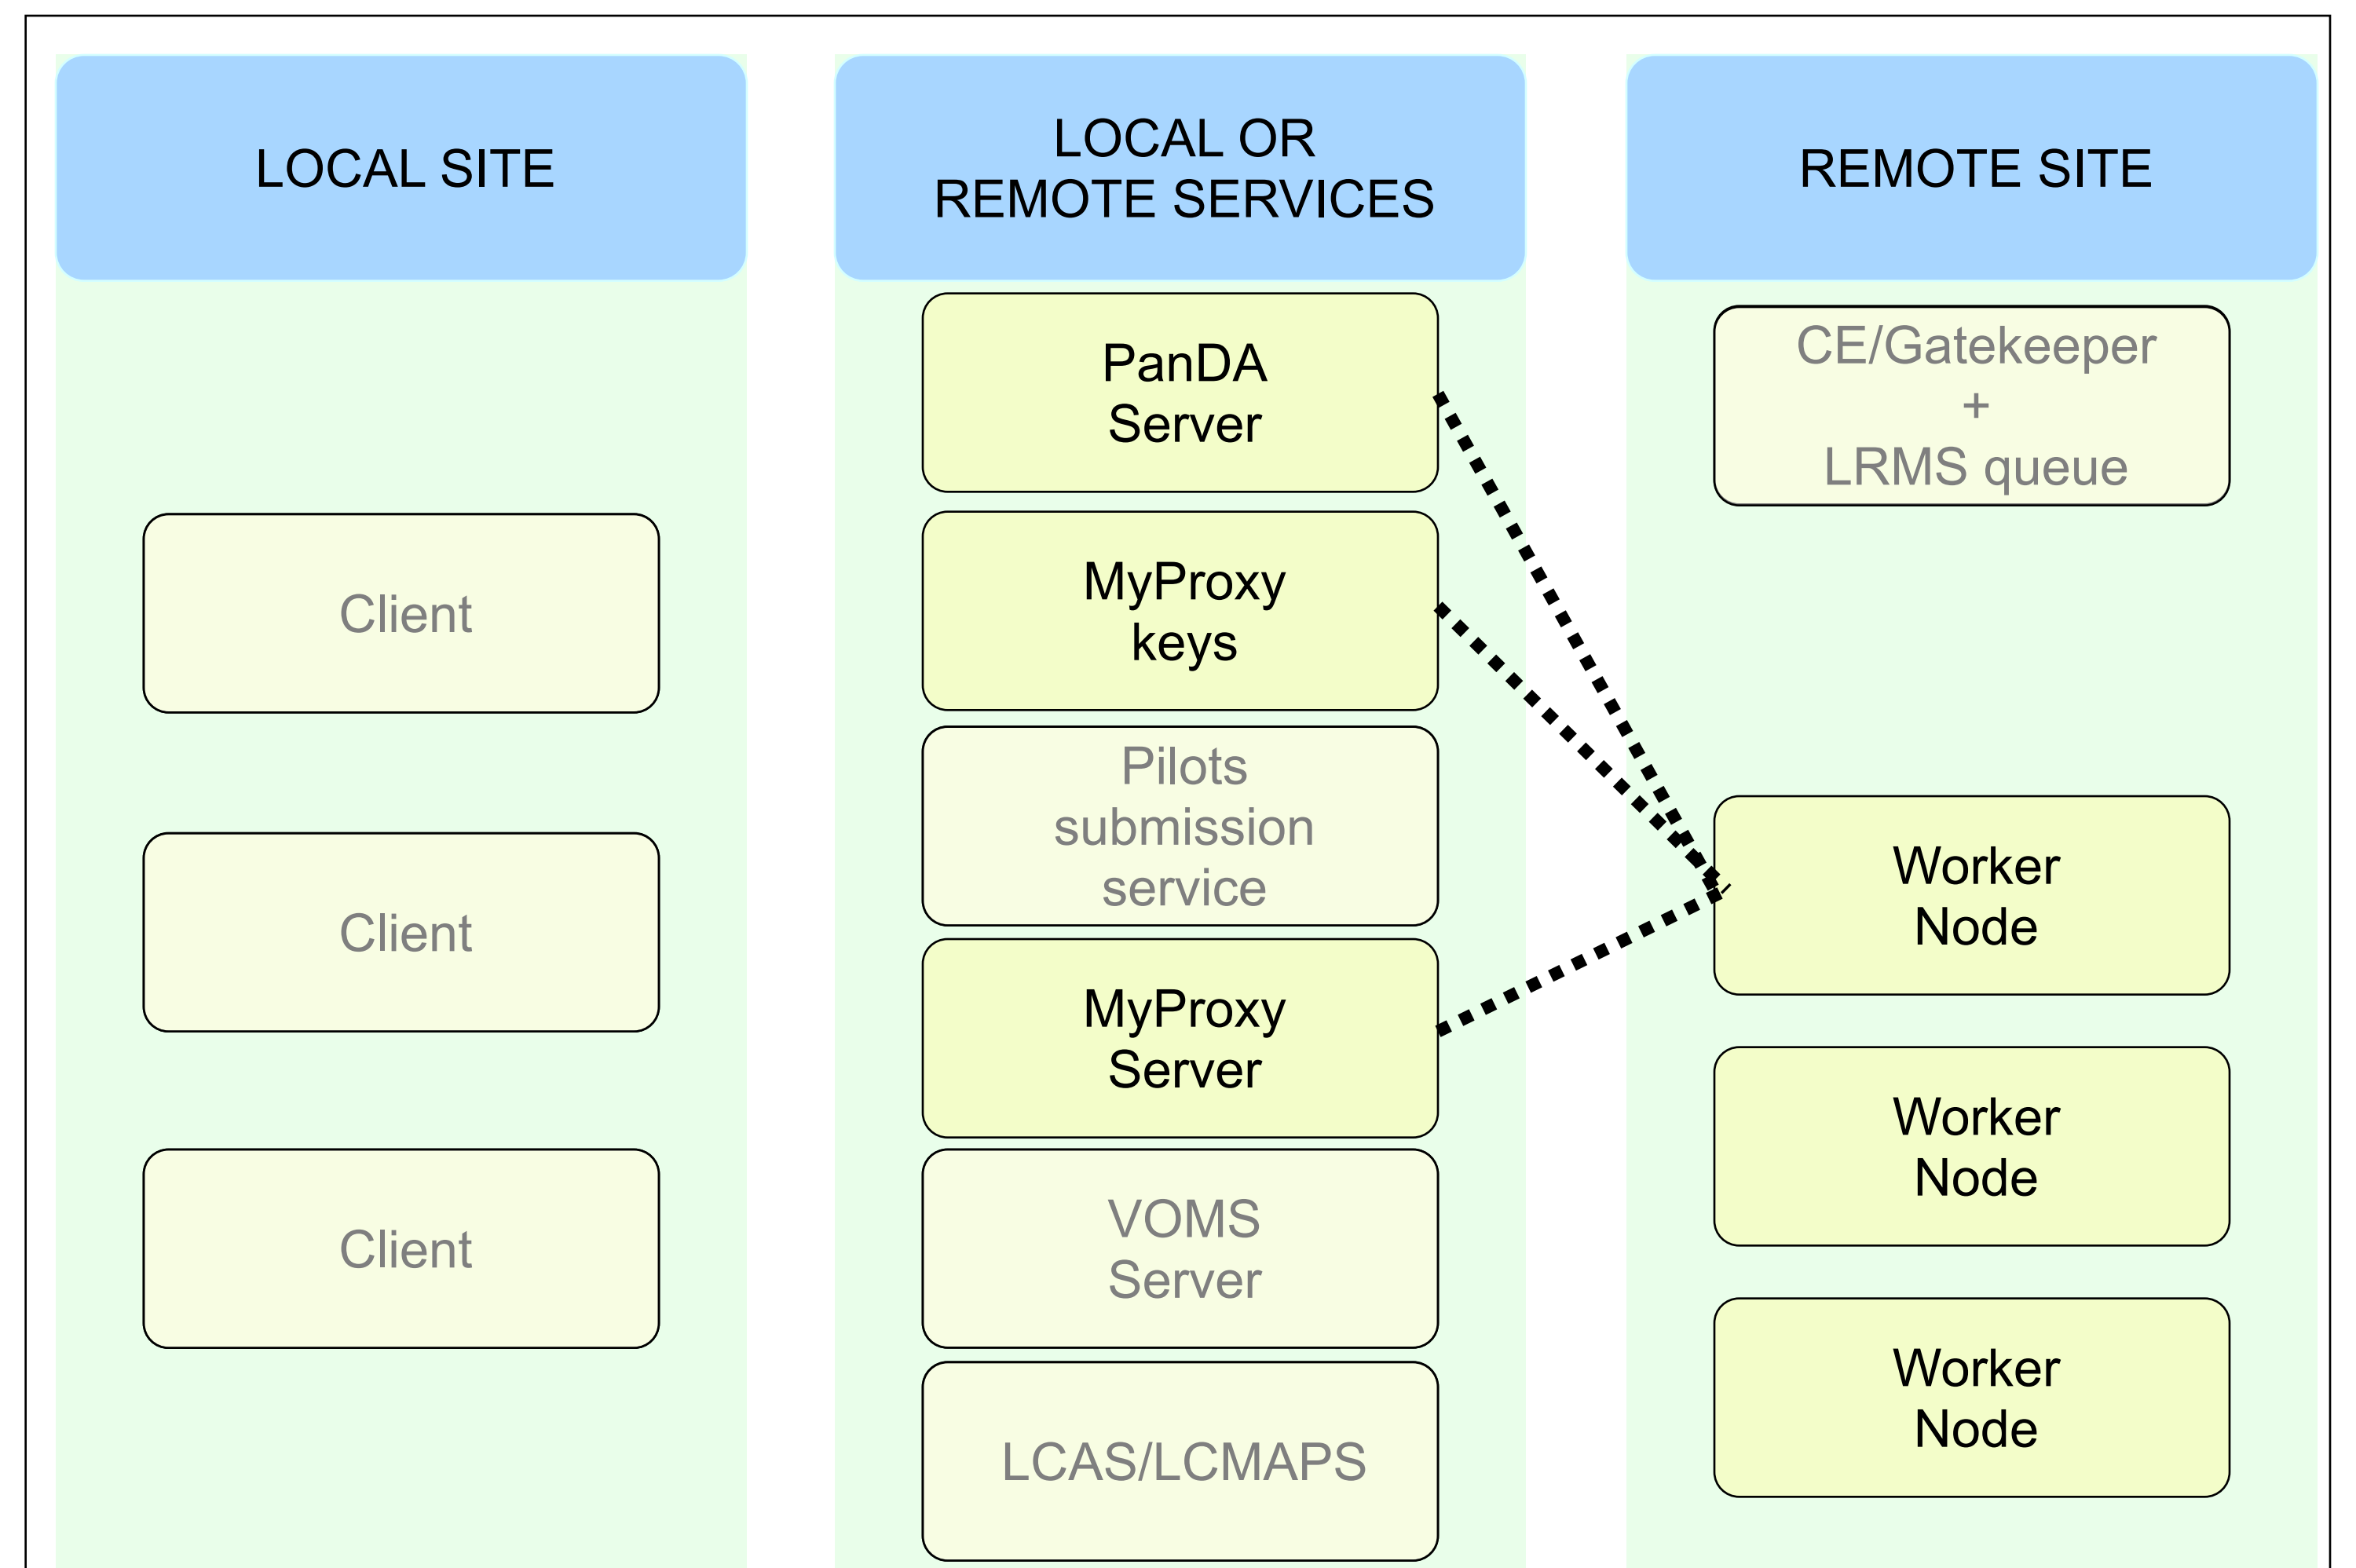 LOCAL SITE
LOCAL OR
REMOTE SERVICES
REMOTE SITE
Client
Client
Client
PanDA
Server
MyProxy
keys
Pilots
submission
service
MyProxy
Server
VOMS
Server
LCAS/LCMAPS
CE/Gatekeeper
+
LRMS queue
Worker
Node
Worker
Node
Worker
Node